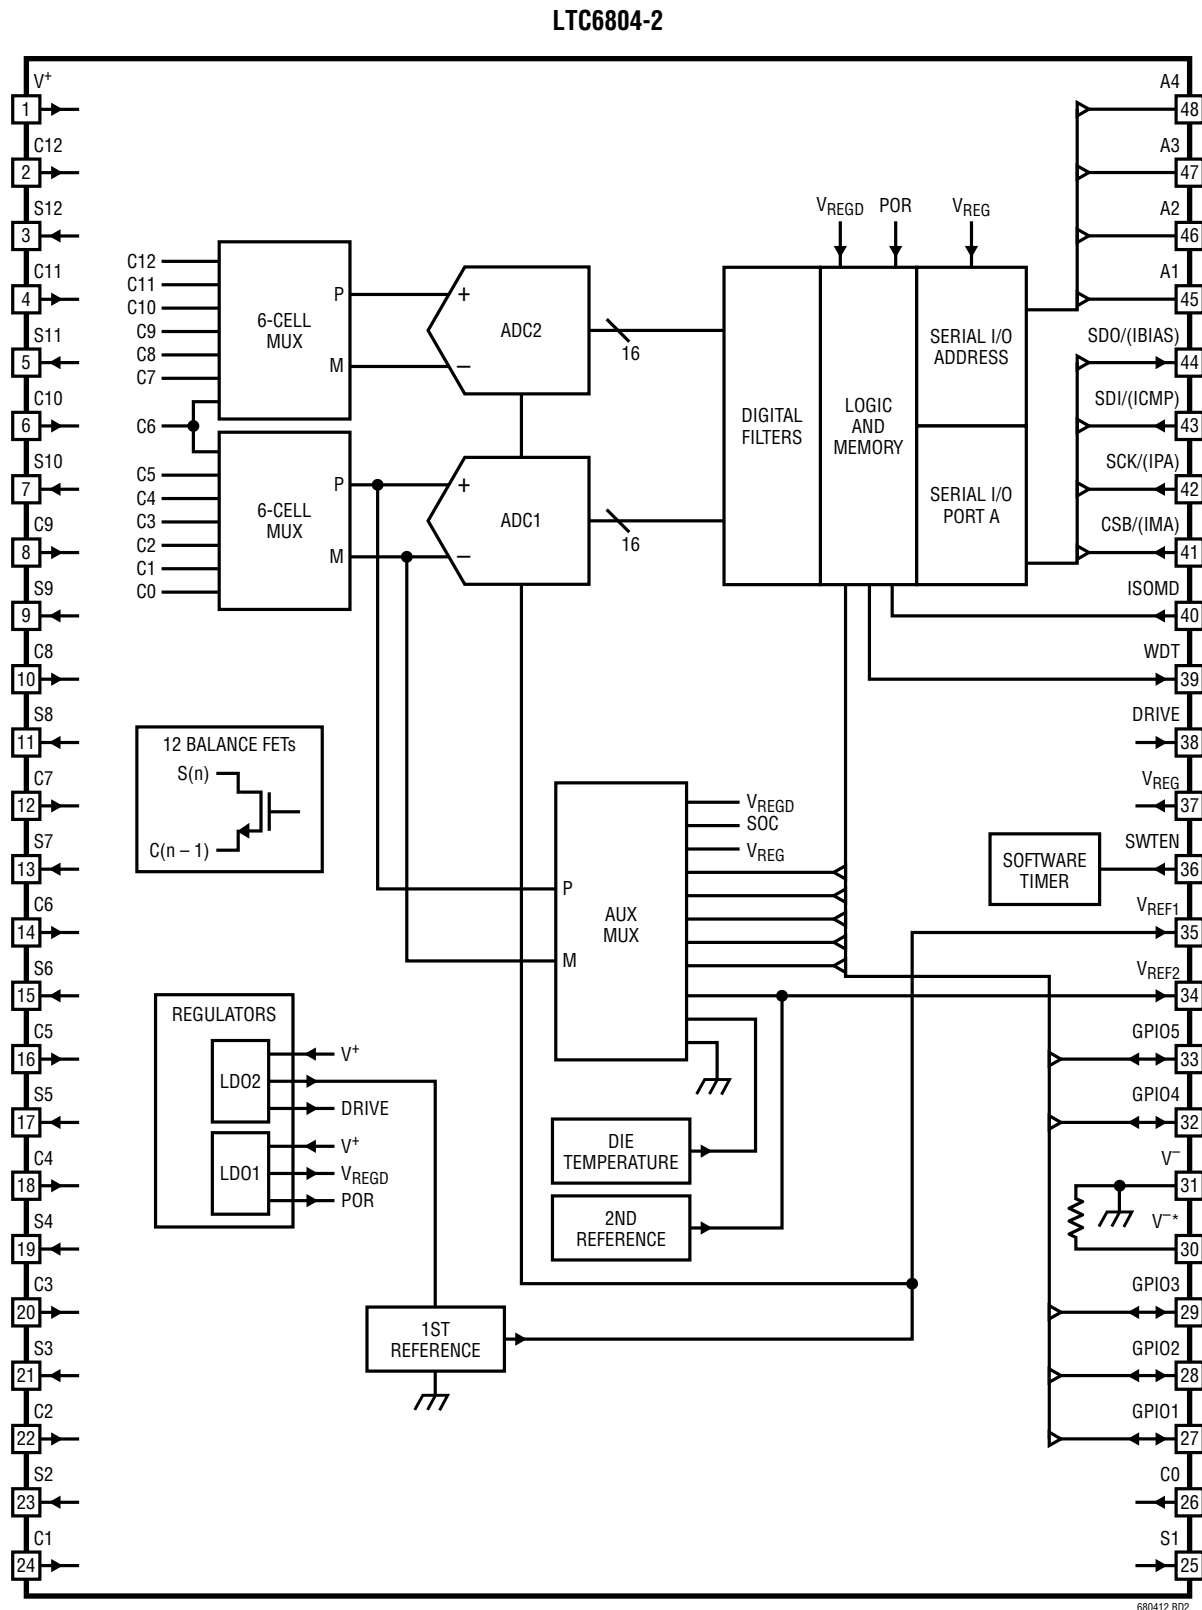 LTC6804-2
V+
1
C12
2
S12
3
C11
4
S11
5
C10
6
S10
7
C9
8
S9
9
C8
10
S8
11
C7
12
S7
13
C6
14
S6
15
C5
16
S5
17
C4
18
S4
19
C3
20
S3
21
C2
22
S2
23
C1
24
C12
C11
C10
C9
C8
C7
C6
C5
C4
C3
C2
C1
C0
6-CELL
MUX
P
M
6-CELL
MUX
P
M
+
–
ADC2
16
+
–
ADC1
16
VREGD
POR
VREG
DIGITAL
FILTERS
LOGIC
AND
MEMORY
SERIAL I/O
ADDRESS
SERIAL I/O
PORT A
12 BALANCE FETs
S(n)
C(n – 1)
P
M
AUX
MUX
VREGD
SOC
VREG
REGULATORS
LDO2
V+
DRIVE
LDO1
V+
VREGD
POR
DIE
TEMPERATURE
2ND
REFERENCE
1ST
REFERENCE
SOFTWARE
TIMER
A4
48
A3
47
A2
46
A1
45
SDO/(IBIAS)
44
SDI/(ICMP)
43
SCK/(IPA)
42
CSB/(IMA)
41
ISOMD
40
WDT
39
DRIVE
38
VREG
37
SWTEN
36
VREF1
35
VREF2
34
GPIO5
33
GPIO4
32
V–
31
V–*
30
GPIO3
29
GPIO2
28
GPIO1
27
C0
26
S1
25
680412 BD2